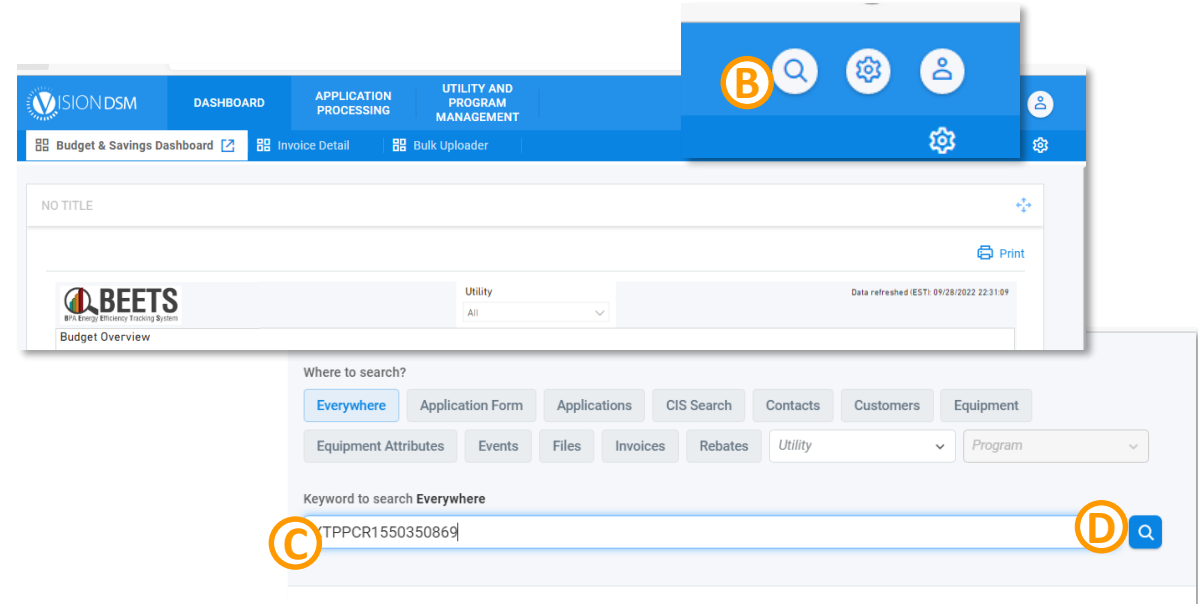 B
VISION DSM
DASHBOARD
APPLICATION PROCESSING
UTILITY AND PROGRAM MANAGEMENT
Budget & Savings Dashboard
Invoice Detail
Bulk Uploader
NO TITLE
Print
BEETS
BPA Energy Efficiency Tracking System
Utility
All
Data refreshed (EST): 09/28/2022 22:31:09
Budget Overview
Where to search?
Everywhere Application Form Applications CIS Search Contacts Customers Equipment
Equipment Attributes Events Files Invoices Rebates Utility Program
Keyword to search Everywhere
C
TPPCR1550350869
D